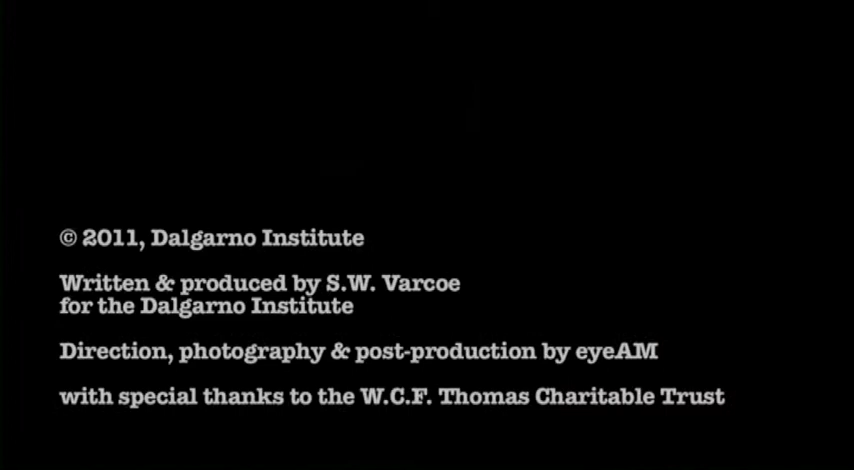 © 2011, Dalgarno Institute
Written & produced by S.W. Varcoe
for the Dalgarno Institute
Direction, photography & post-production by eyeAM
with special thanks to the W.C.F. Thomas Charitable Trust